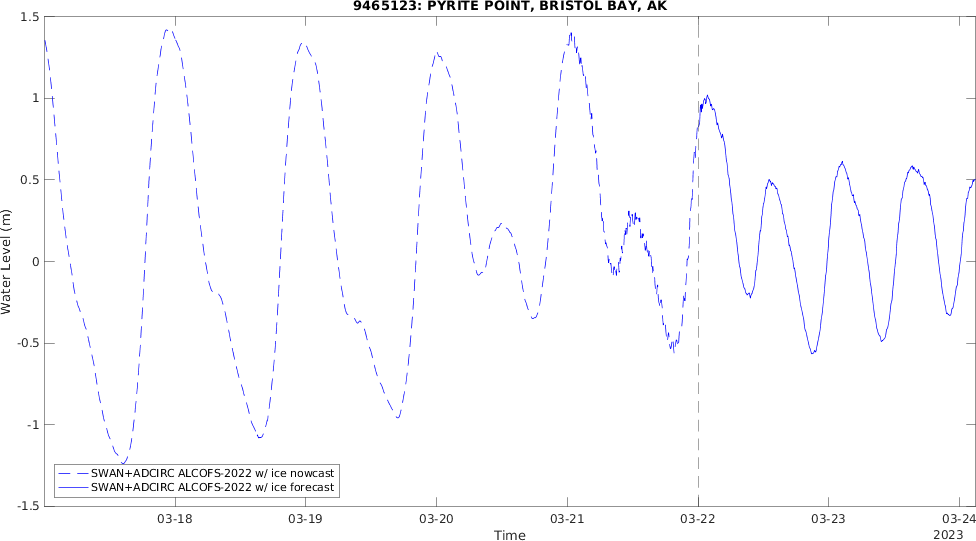 9465123: PYRITE POINT, BRISTOL BAY, AK
Water Level (m)
1.5
1
0.5
0
-0.5
-1
-1.5
SWAN+ADCIRC ALCOFS-2022 w/ ice nowcast
SWAN+ADCIRC ALCOFS-2022 w/ ice forecast
03-18 03-19 03-20 03-21 03-22 03-23 03-24
Time
2023